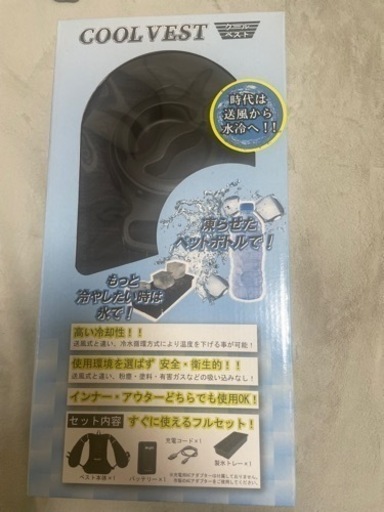 COOL VEST
クール
ベスト
時代は
送風から
水冷へ！！
凍らせた
ペットボトルで！
もっと
冷やしたい時は
氷で！
高い冷却性！！
送風式と違い、冷水循環方式により温度を下げる事が可能！
使用環境を選ばず 安全・衛生的！！
送風式と違い、粉塵・塗料・有害ガスなどの吸い込みなし！
インナー・アウターどちらでも使用OK！
セット内容 すぐに使えるフルセット！
充電コード×1
ベスト本体×1
バッテリー×1
製氷トレー×1